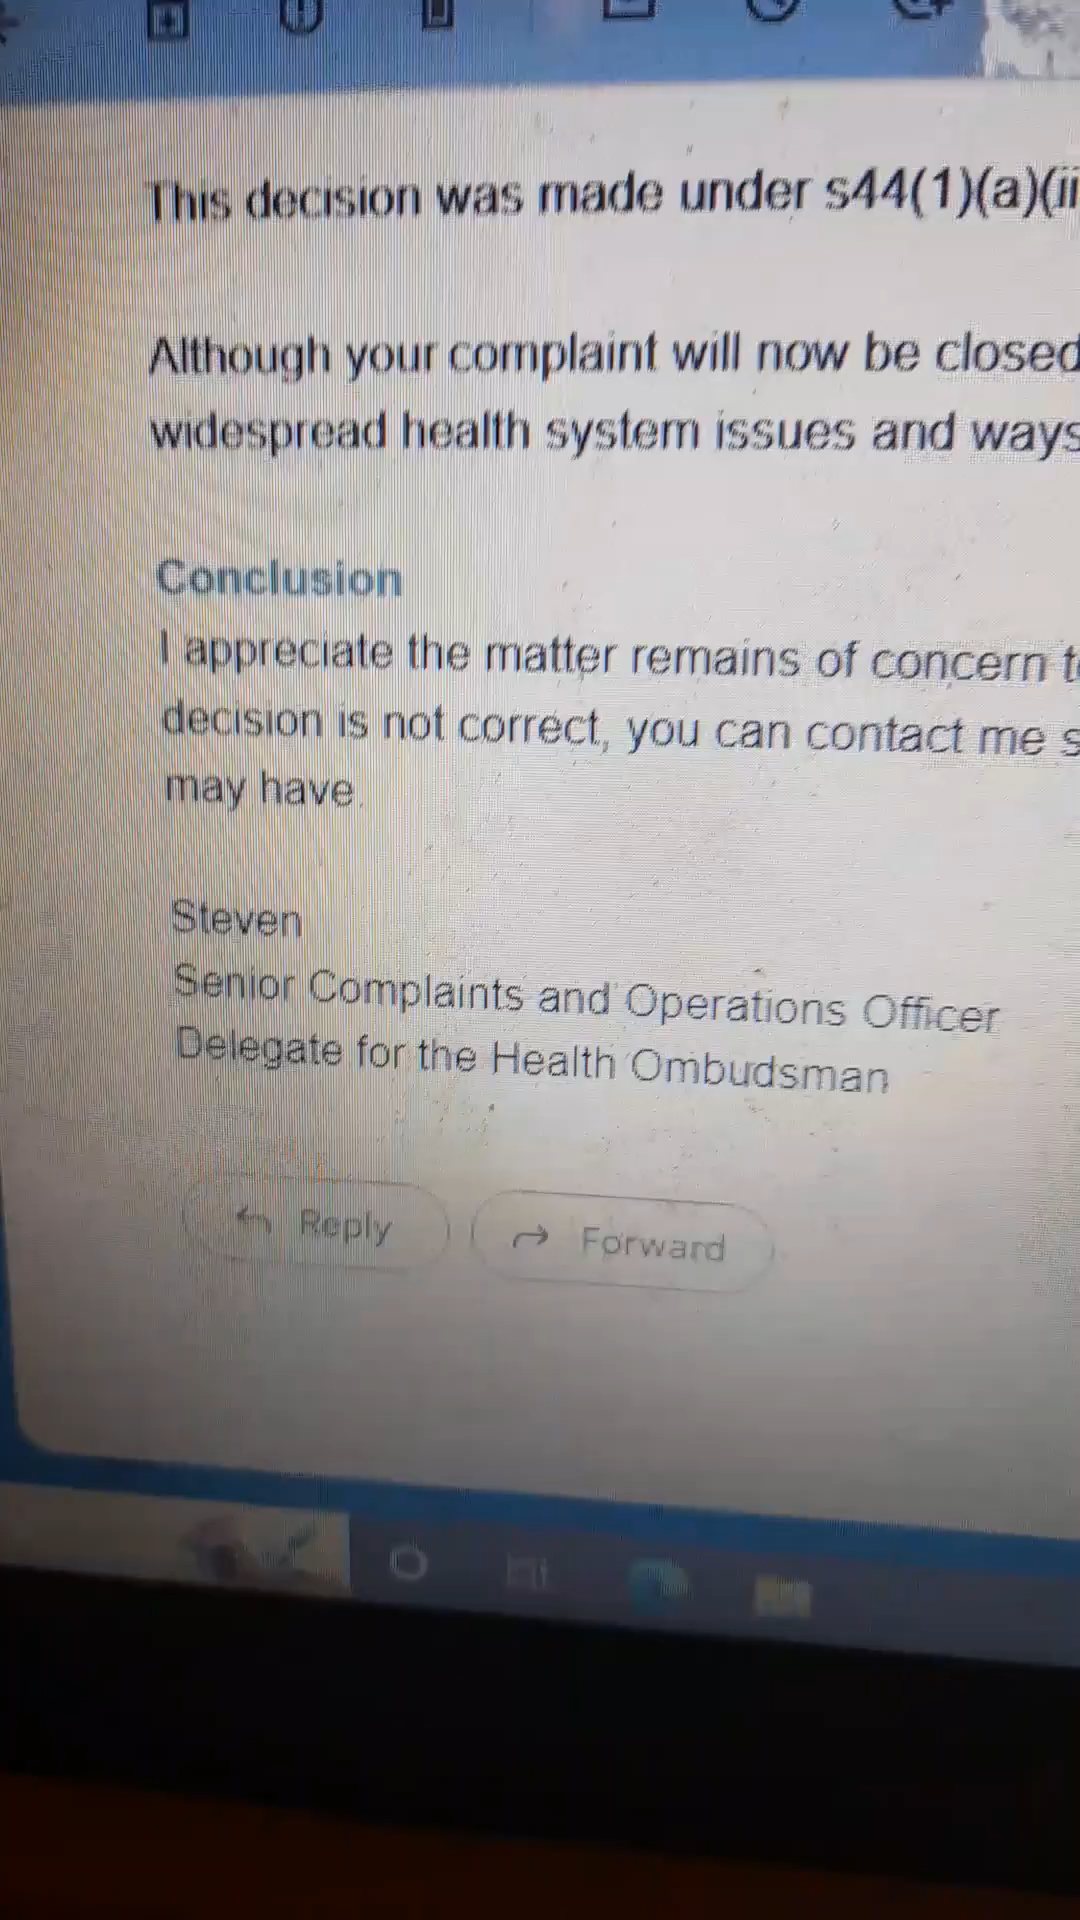 This decision was made under s44(1)(a)(ii
Although your complaint will now be closed
widespread health system issues and ways
Conclusion
I appreciate the matter remains of concern t
decision is not correct, you can contact me s
may have.
Steven
Senior Complaints and Operations Officer
Delegate for the Health Ombudsman
Reply
Forward